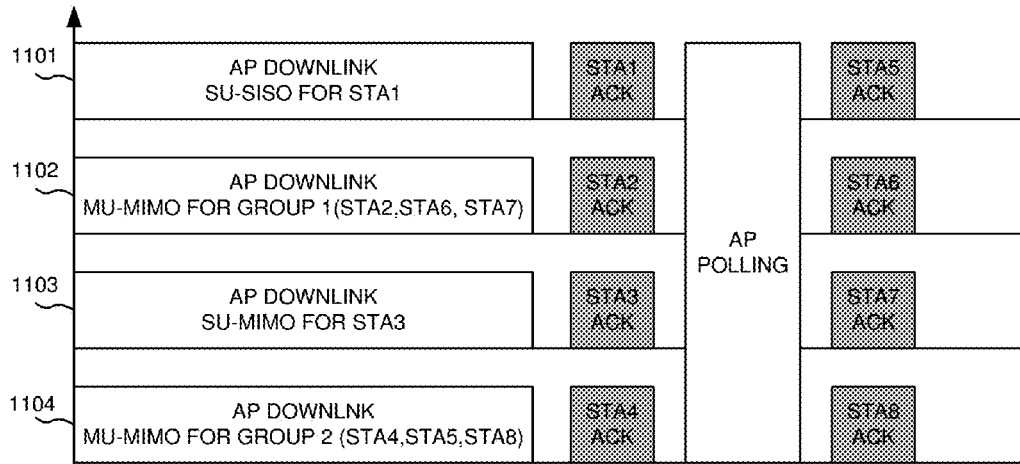 1101
AP DOWNLINK
SU-SISO FOR STA1
STA1
ACK
STA5
ACK
1102
AP DOWNLINK
MU-MIMO FOR GROUP 1(STA2,STA6, STA7)
STA2
ACK
AP
POLLING
STA6
ACK
1103
AP DOWNLINK
SU-MIMO FOR STA3
STA3
ACK
STA7
ACK
1104
AP DOWNLNK
MU-MIMO FOR GROUP 2 (STA4,STA5,STA8)
STA4
ACK
STA8
ACK